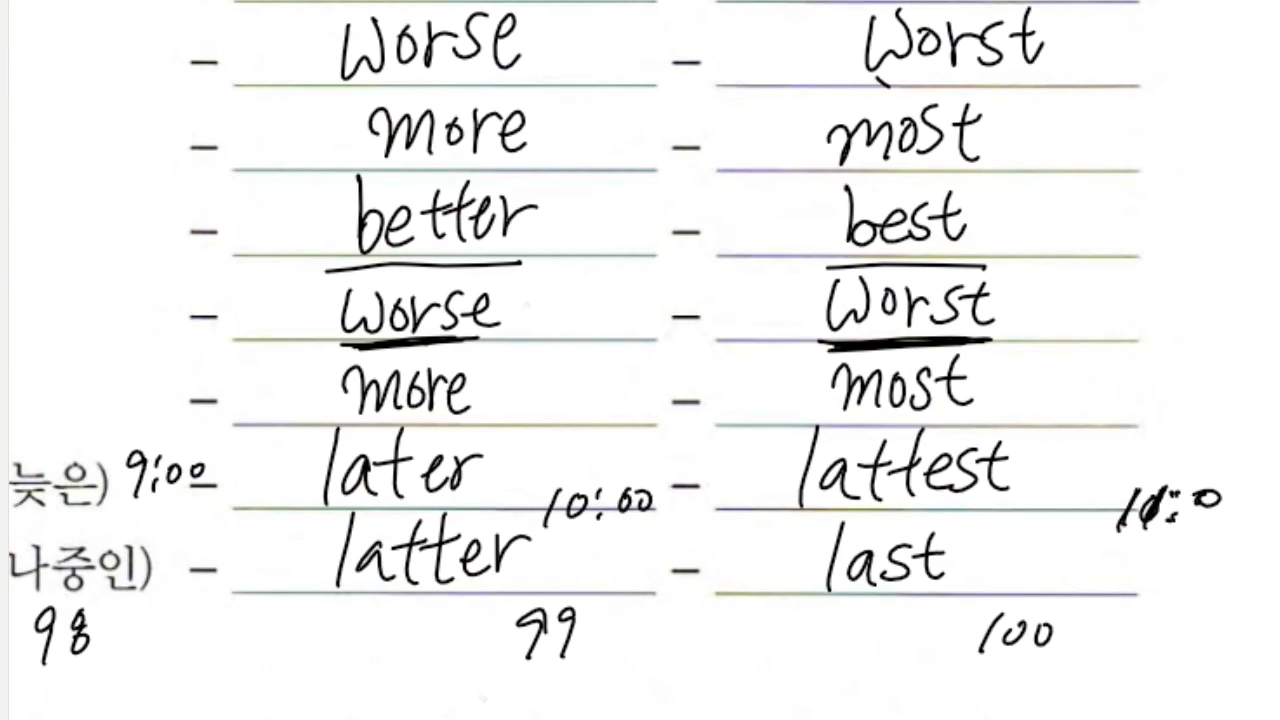 - worse - worst
- more - most
- better - best
- worse - worst
- more - most
늦은) 9:00 - later 10:00 - lattest
나중인) - latter - last
98 99 100